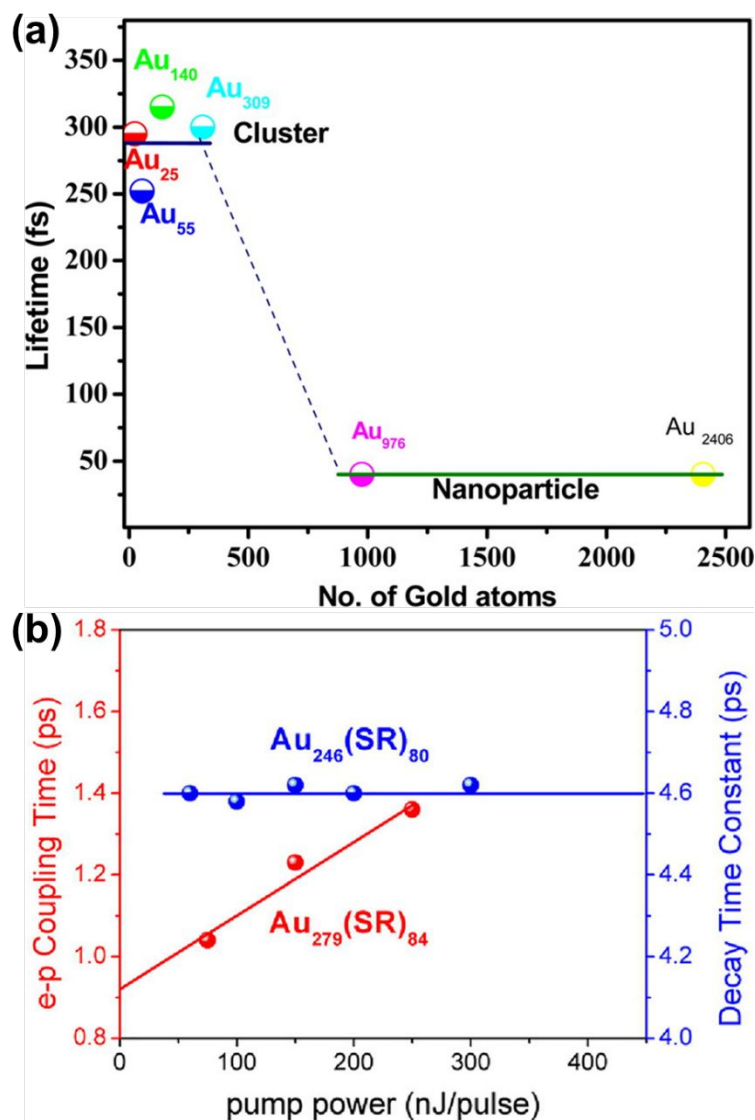 (a)
350
300
250
200
150
100
50
Lifetime (fs)
Au140
Au309
Cluster
Au25
Au55
Au976
Au 2406
Nanoparticle
0 500 1000 1500 2000 2500
No. of Gold atoms
(b)
1.8 5.0
1.6 4.8
1.4 4.6
1.2 4.4
1.0 4.2
0.8 4.0
e-p Coupling Time (ps)
Decay Time Constant (ps)
Au246(SR)80
Au279(SR)84
0 100 200 300 400
pump power (nJ/pulse)